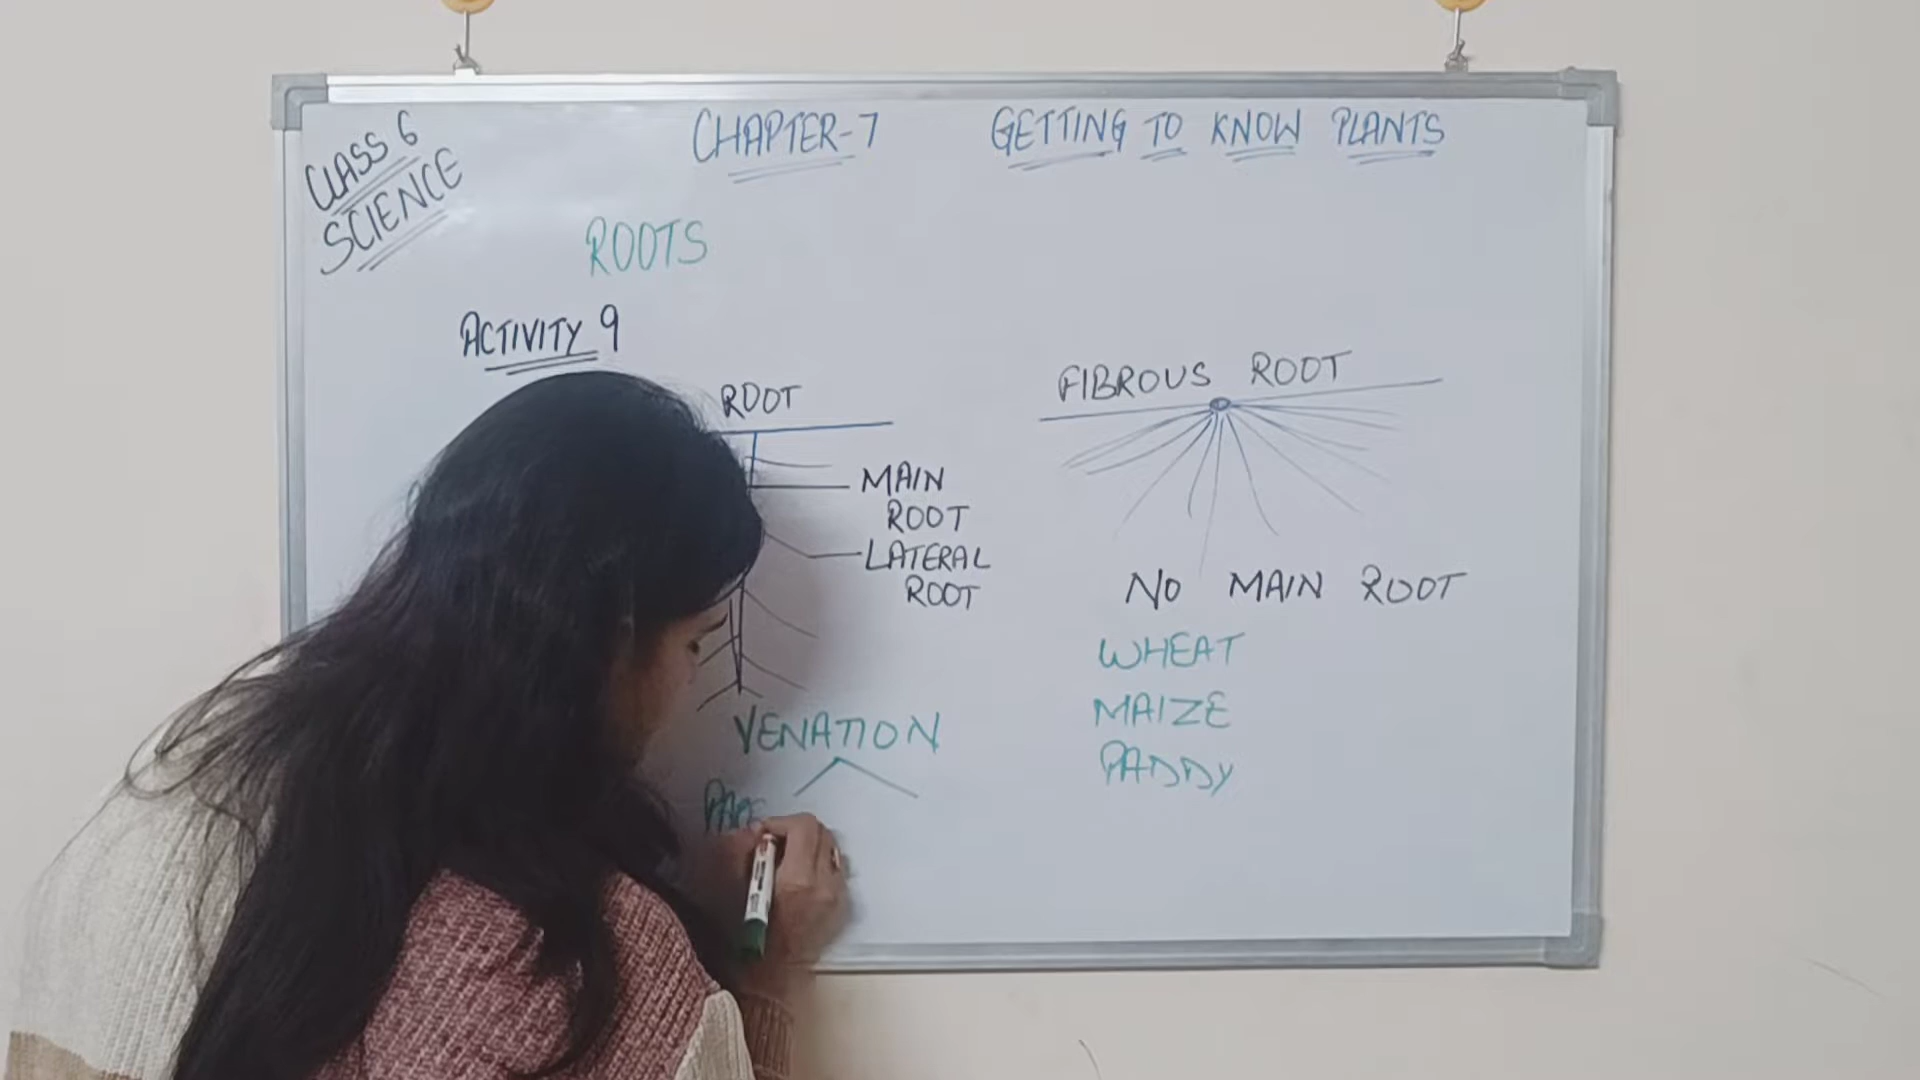 CLASS 6
SCIENCE
CHAPTER-7 GETTING TO KNOW PLANTS
ROOTS
ACTIVITY 9
ROOT
MAIN
ROOT
LATERAL
ROOT
VENATION
FIBROUS ROOT
NO MAIN ROOT
WHEAT
MAIZE
PADDY